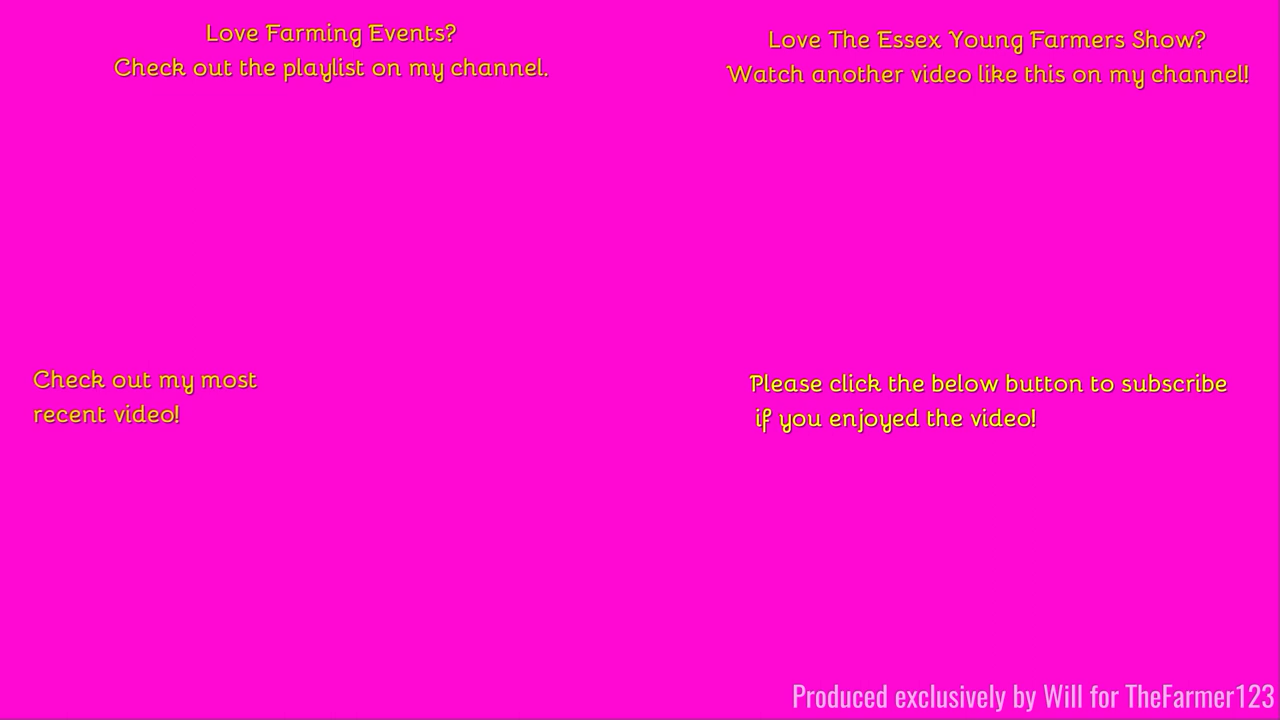 Love Farming Events?
Check out the playlist on my channel.
Love The Essex Young Farmers Show?
Watch another video like this on my channel!
Check out my most
recent video!
Please click the below button to subscribe
if you enjoyed the video!
Produced exclusively by Will for TheFarmer123